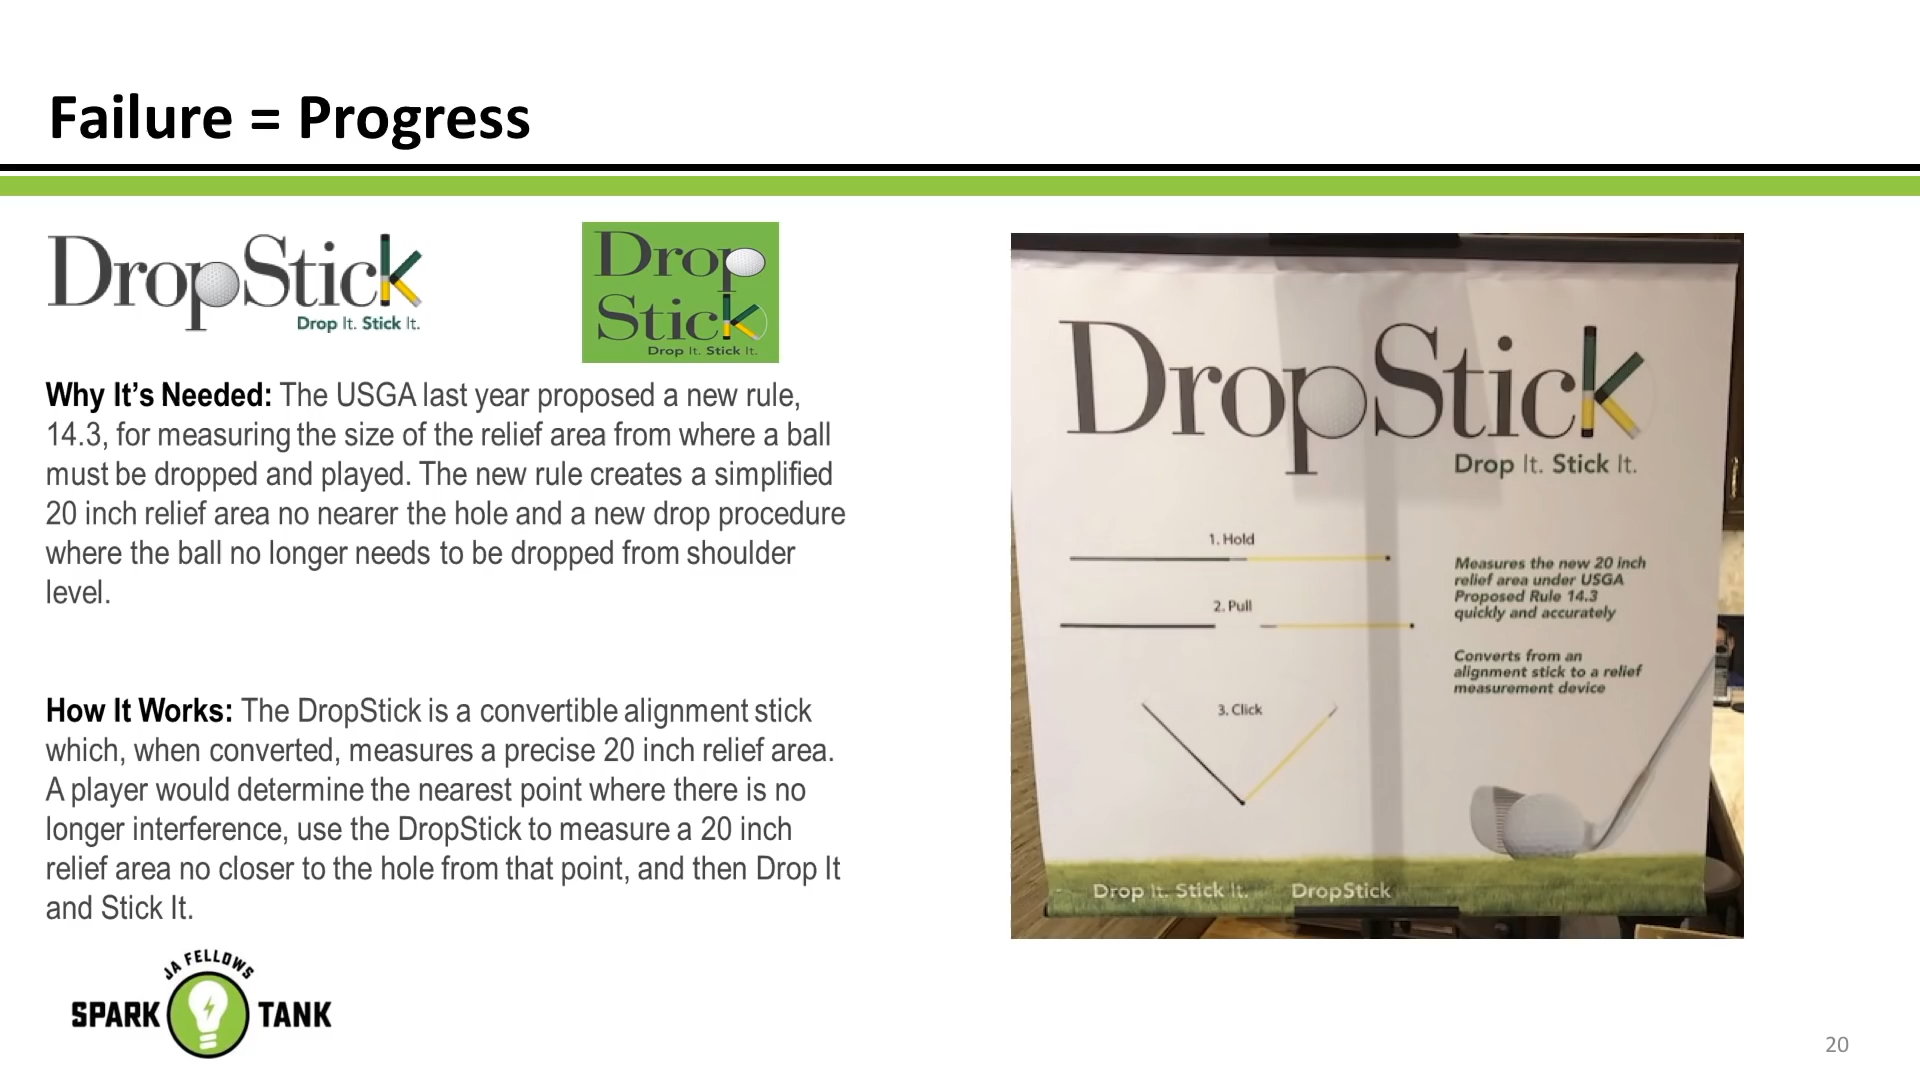 Failure = Progress
DropStick
Drop It. Stick It.
Drop
Stick
Drop It. Stick It.
Why It’s Needed: The USGA last year proposed a new rule,
14.3, for measuring the size of the relief area from where a ball
must be dropped and played. The new rule creates a simplified
20 inch relief area no nearer the hole and a new drop procedure
where the ball no longer needs to be dropped from shoulder
level.
How It Works: The DropStick is a convertible alignment stick
which, when converted, measures a precise 20 inch relief area.
A player would determine the nearest point where there is no
longer interference, use the DropStick to measure a 20 inch
relief area no closer to the hole from that point, and then Drop It
and Stick It.
DropStick
Drop It. Stick It.
1. Hold
2. Pull
3. Click
Measures the new 20 inch
relief area under USGA
Proposed Rule 14.3
quickly and accurately
Converts from an
alignment stick to a relief
measurement device
Drop It. Stick It. DropStick
JA FELLOWS
SPARK TANK
20